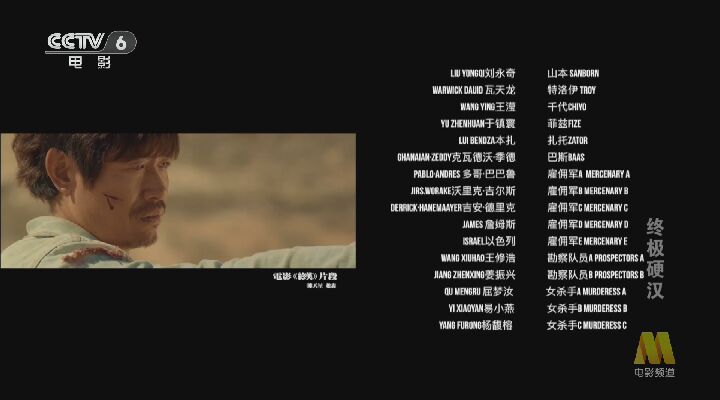 CCTV 6
电影
LIU YONGQI刘永奇 山本 SANBORN
WARWICK DAUID 瓦天龙 特洛伊 TROY
WANG YING王滢 千代CHIYO
YU ZHENHUAN于镇寰 菲兹FIZE
LUI BENDZA本扎 扎托ZATOR
GHANAIAN·ZEDDY克瓦德沃·季德 巴斯BAAS
PABLO·ANDRES 多哥·巴巴鲁 雇佣军A MERCENARY A
JIRS.WORAKE沃里克·吉尔斯 雇佣军B MERCENARY B
DERRICK·HANEMAAYER吉安·德里克 雇佣军C MERCENARY C
JAMES 詹姆斯 雇佣军D MERCENARY D
ISRAEL以色列 雇佣军E MERCENARY E
WANG XIUHAO王修浩 勘察队员A PROSPECTORS A
JIANG ZHENXING姜振兴 勘察队员B PROSPECTORS B
QU MENGRU 屈梦汝 女杀手A MURDERESS A
YI XIAOYAN易小燕 女杀手B MURDERESS B
YANG FURONG杨馥榕 女杀手C MURDERESS C
片段
終极硬汉
电影频道